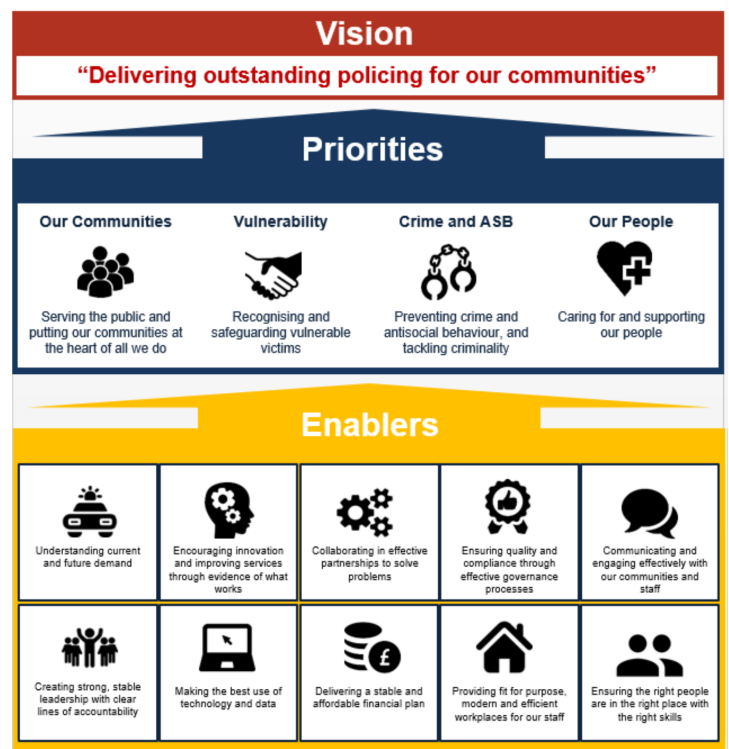 Vision
“Delivering outstanding policing for our communities”
Priorities
Our Communities
Serving the public and
putting our communities at
the heart of all we do
Vulnerability
Recognising and
safeguarding vulnerable
victims
Crime and ASB
Preventing crime and
antisocial behaviour, and
tackling criminality
Our People
Caring for and supporting
our people
Enablers
Understanding current
and future demand
Encouraging innovation
and improving services
through evidence of what
works
Collaborating in effective
partnerships to solve
problems
Ensuring quality and
compliance through
effective governance
processes
Communicating and
engaging effectively with
our communities and
staff
Creating strong, stable
leadership with clear
lines of accountability
Making the best use of
technology and data
£
Delivering a stable and
affordable financial plan
Providing fit for purpose,
modern and efficient
workplaces for our staff
Ensuring the right people
are in the right place with
the right skills